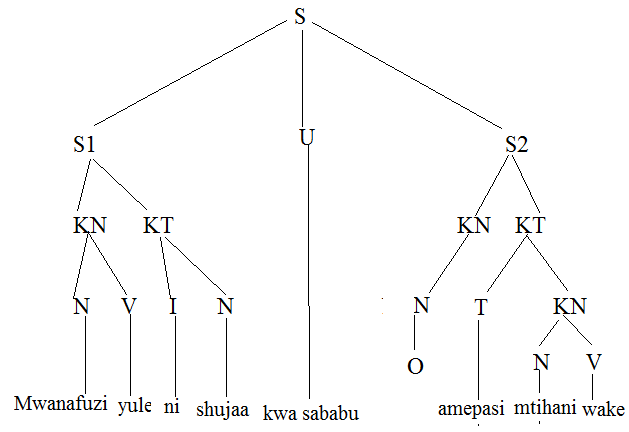 S
S1 U S2
KN KT KN KT
N V I N N T KN
O N V
Mwanafuzi yule ni shujaa kwa sababu amepasi mtihani wake